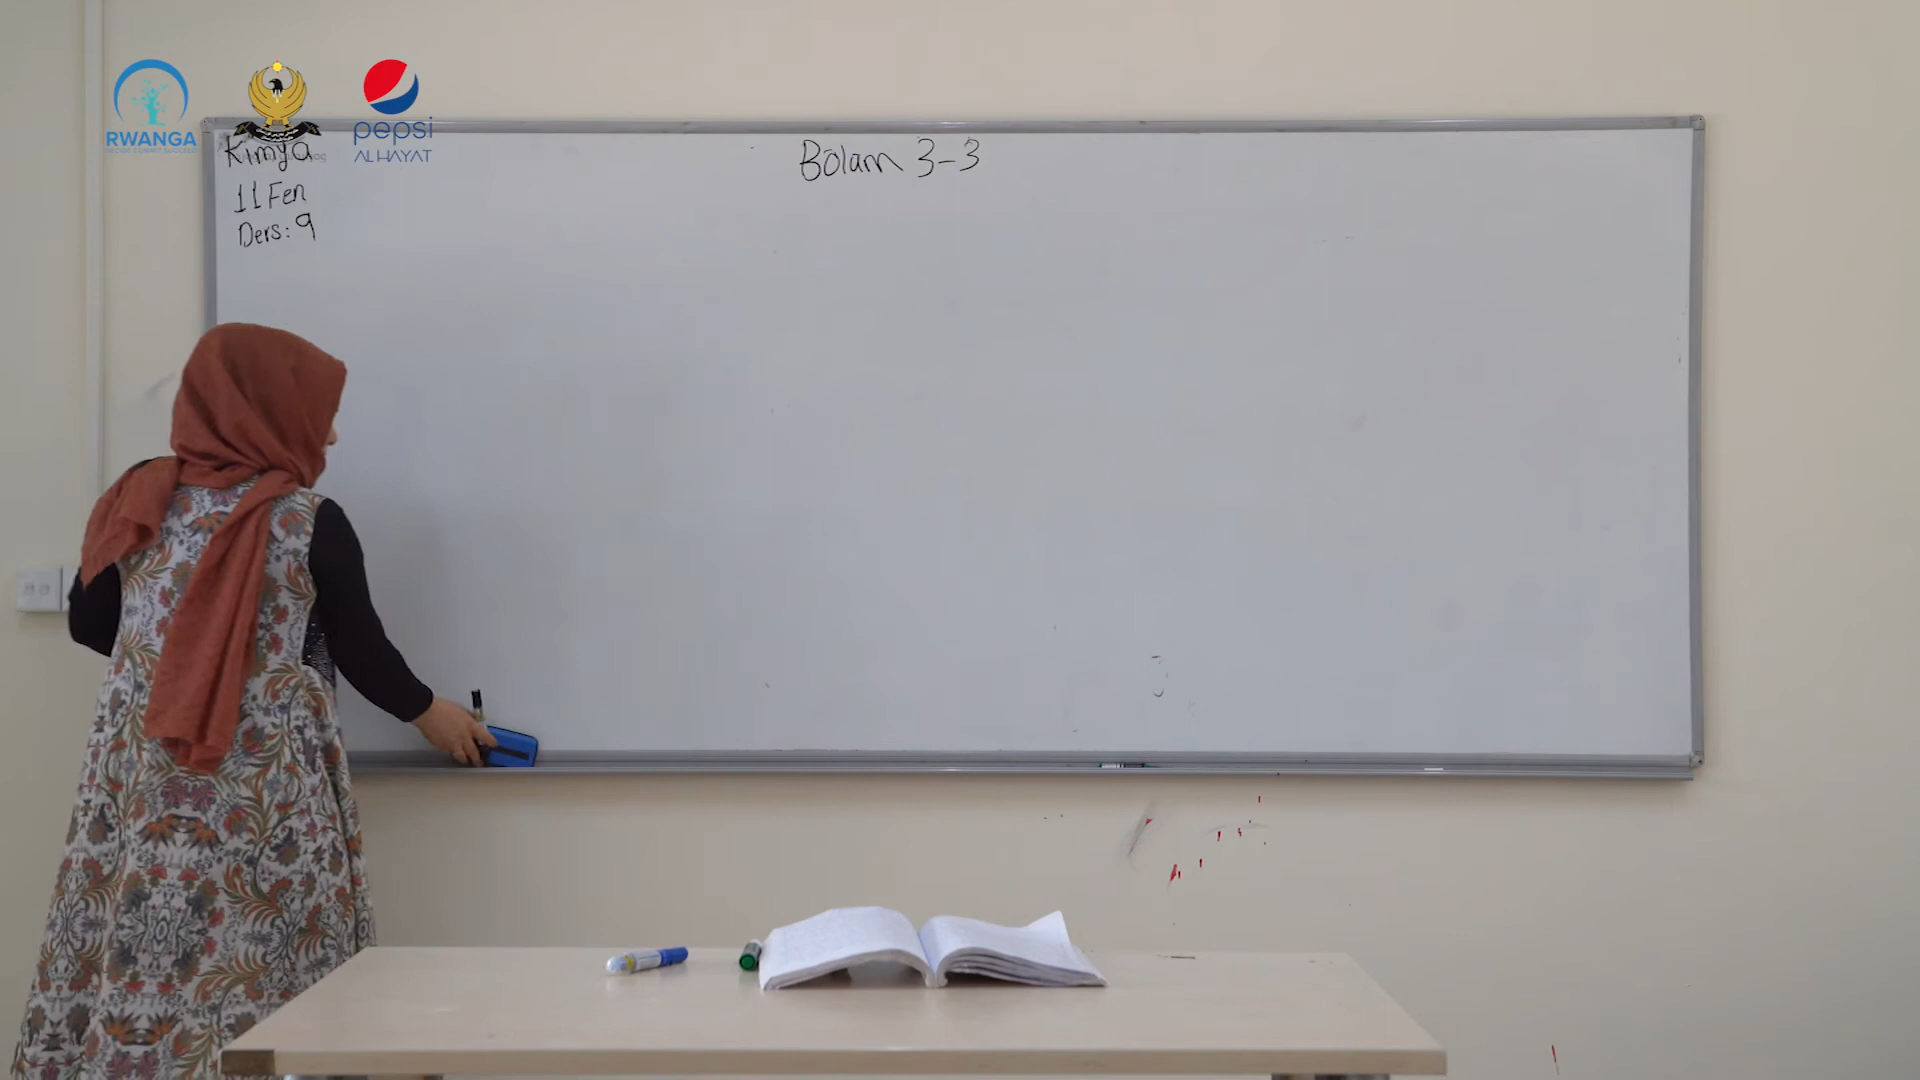 RWANGA
pepsi
AL HAYAT
Kimya
11 Fen
Ders: 9
Bölam 3-3